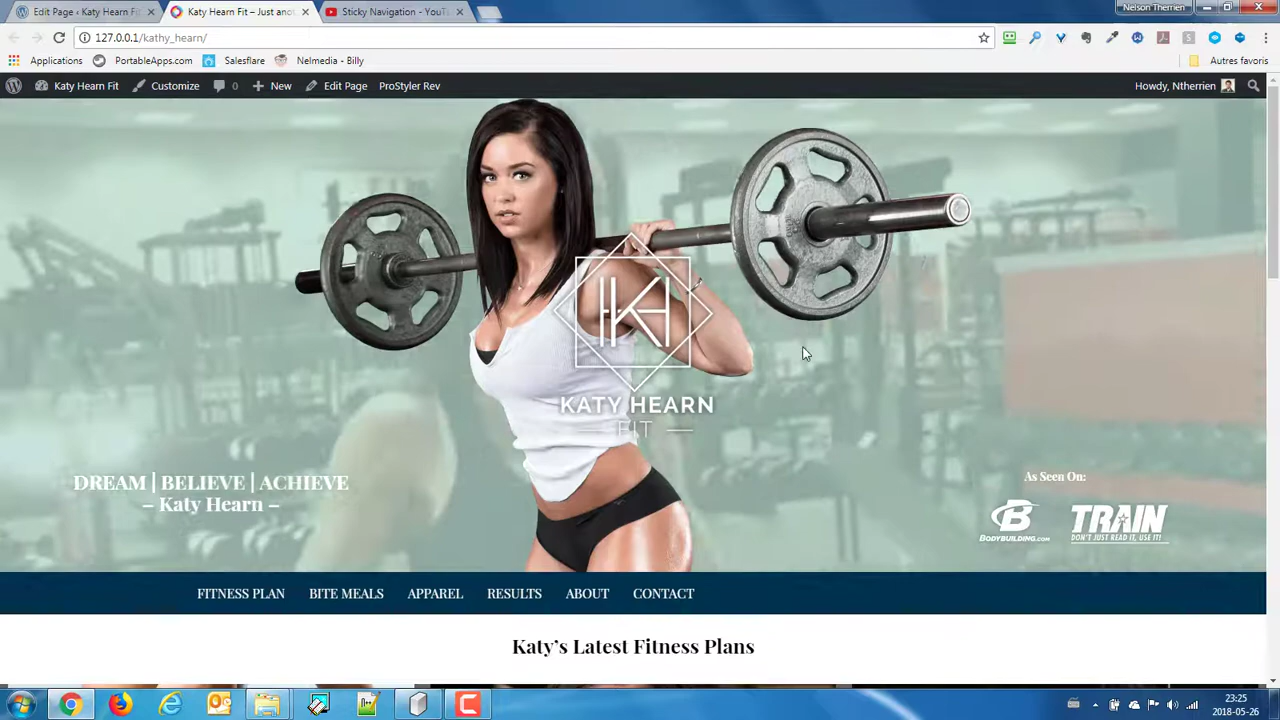 Edit Page ‹ Katy Hearn Fi
Katy Hearn Fit – Just ano
Sticky Navigation - YouT
Nelson Therrien
127.0.0.1/kathy_hearn/
Applications
PortableApps.com
Salesflare
Nelmedia - Billy
Autres favoris
Katy Hearn Fit
Customize
0
New
Edit Page
ProStyler Rev
Howdy, Ntherrien
KH
KATY HEARN
FIT
DREAM | BELIEVE | ACHIEVE
– Katy Hearn –
As Seen On:
B
BODYBUILDING.COM
TRAIN
DON'T JUST READ IT, USE IT!
FITNESS PLAN
BITE MEALS
APPAREL
RESULTS
ABOUT
CONTACT
Katy's Latest Fitness Plans
23:25
2018-05-26